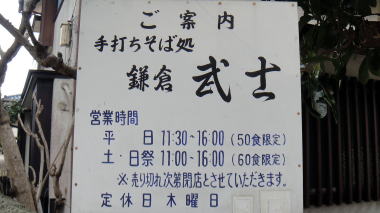 ご案内
手打ちそば処
鎌倉 武士
営業時間
平 日 11:30~16:00 (50食限定)
土・日祭 11:00~16:00 (60食限定)
※売り切れ次第閉店とさせていただきます。
定休日 木曜日